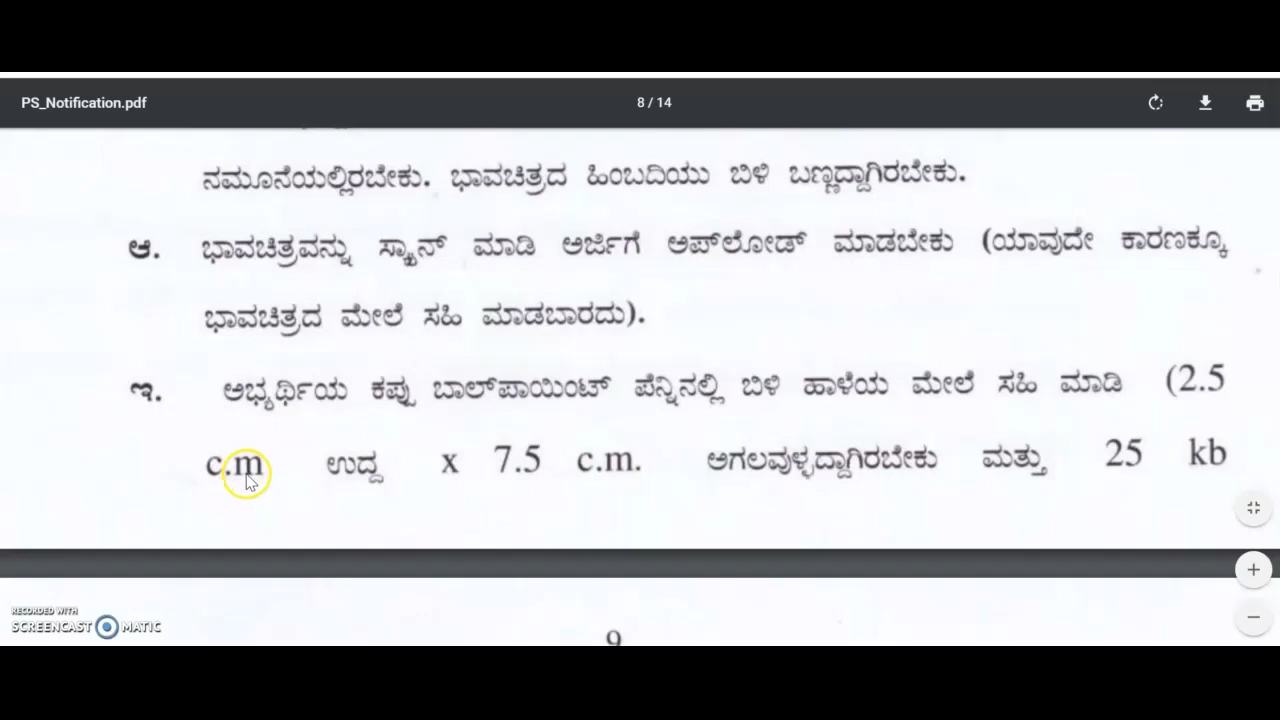 PS_Notification.pdf 8 / 14
ನಮೂನೆಯಲ್ಲಿರಬೇಕು. ಭಾವಚಿತ್ರದ ಹಿಂಬದಿಯು ಬಿಳಿ ಬಣ್ಣದ್ದಾಗಿರಬೇಕು.
ಆ. ಭಾವಚಿತ್ರವನ್ನು ಸ್ಕ್ಯಾನ್ ಮಾಡಿ ಅರ್ಜಿಗೆ ಅಪ್‌ಲೋಡ್ ಮಾಡಬೇಕು (ಯಾವುದೇ ಕಾರಣಕ್ಕೂ
ಭಾವಚಿತ್ರದ ಮೇಲೆ ಸಹಿ ಮಾಡಬಾರದು).
ಇ. ಅಭ್ಯರ್ಥಿಯ ಕಪ್ಪು ಬಾಲ್‌ಪಾಯಿಂಟ್ ಪೆನ್ನಿನಲ್ಲಿ ಬಿಳಿ ಹಾಳೆಯ ಮೇಲೆ ಸಹಿ ಮಾಡಿ (2.5
c.m ಉದ್ದ x 7.5 c.m. ಅಗಲವುಳ್ಳದ್ದಾಗಿರಬೇಕು ಮತ್ತು 25 kb
RECORDED WITH
SCREENCAST MATIC
9